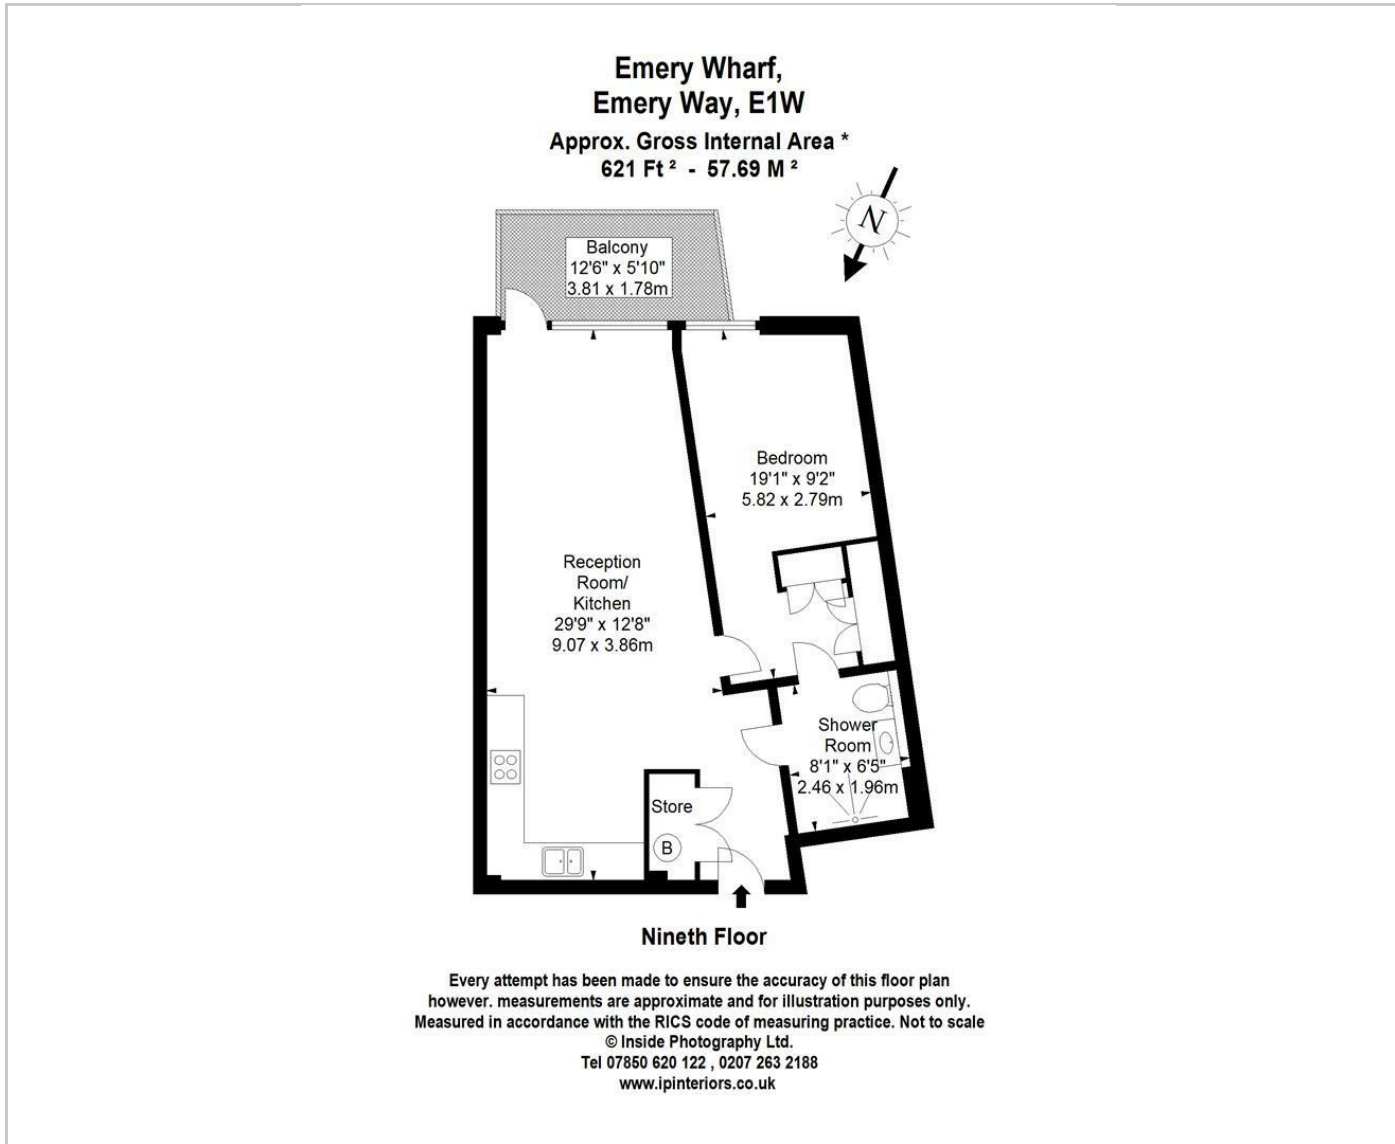 Emery Wharf,
Emery Way, E1W
Approx. Gross Internal Area *
621 Ft ² - 57.69 M ²
N
Balcony
12'6" x 5'10"
3.81 x 1.78m
Bedroom
19'1" x 9'2"
5.82 x 2.79m
Reception
Room/
Kitchen
29'9" x 12'8"
9.07 x 3.86m
Shower
Room
8'1" x 6'5"
2.46 x 1.96m
Store
B
Nineth Floor
Every attempt has been made to ensure the accuracy of this floor plan
however. measurements are approximate and for illustration purposes only.
Measured in accordance with the RICS code of measuring practice. Not to scale
© Inside Photography Ltd.
Tel 07850 620 122 , 0207 263 2188
www.ipinteriors.co.uk